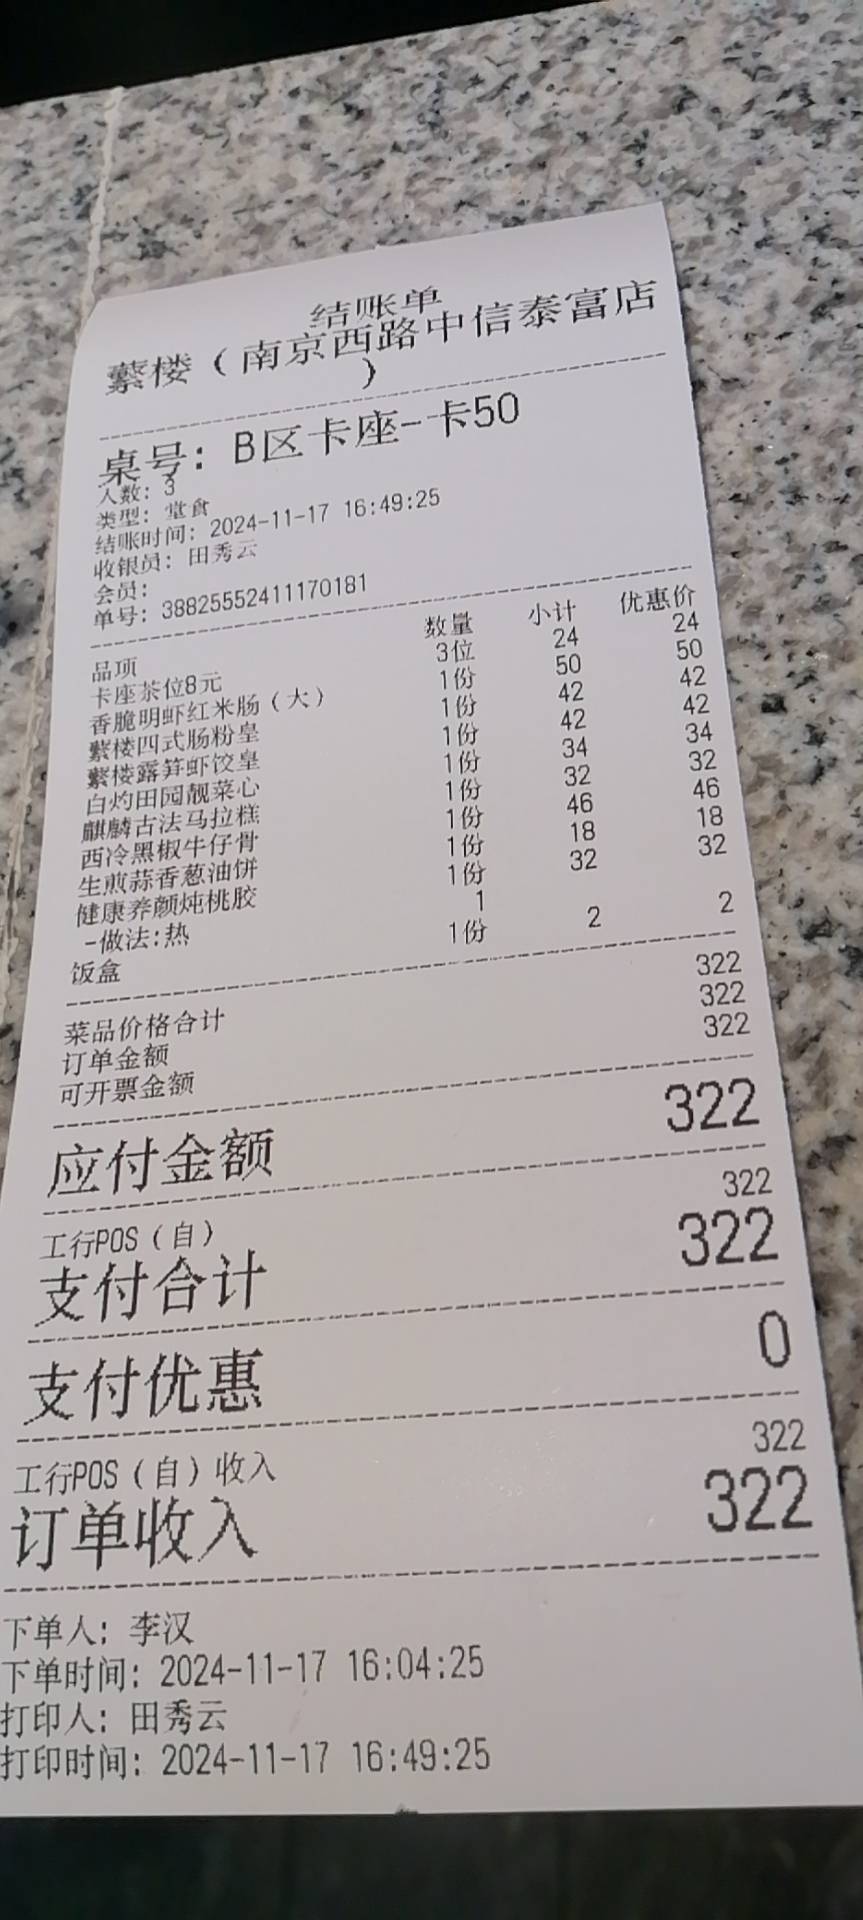 结账单
蘩楼（南京西路中信泰富店
）
桌号: B区卡座-卡50
人数: 3
类型: 堂食
结账时间: 2024-11-17 16:49:25
收银员: 田秀云
会员:
单号: 38825552411170181
品项 数量 小计 优惠价
卡座茶位8元 3位 24 24
香脆明虾红米肠（大） 1份 50 50
蘩楼四式肠粉皇 1份 42 42
蘩楼露笋虾饺皇 1份 42 42
白灼田园靓菜心 1份 34 34
麒麟古法马拉糕 1份 32 32
西冷黑椒牛仔骨 1份 46 46
生煎蒜香葱油饼 1份 18 18
健康养颜炖桃胶 1份 32 32
-做法:热 1
饭盒 1份 2 2
菜品价格合计 322
订单金额 322
可开票金额 322
应付金额 322
工行POS（自） 322
支付合计 322
支付优惠 0
工行POS（自）收入 322
订单收入 322
下单人: 李汉
下单时间: 2024-11-17 16:04:25
打印人: 田秀云
打印时间: 2024-11-17 16:49:25